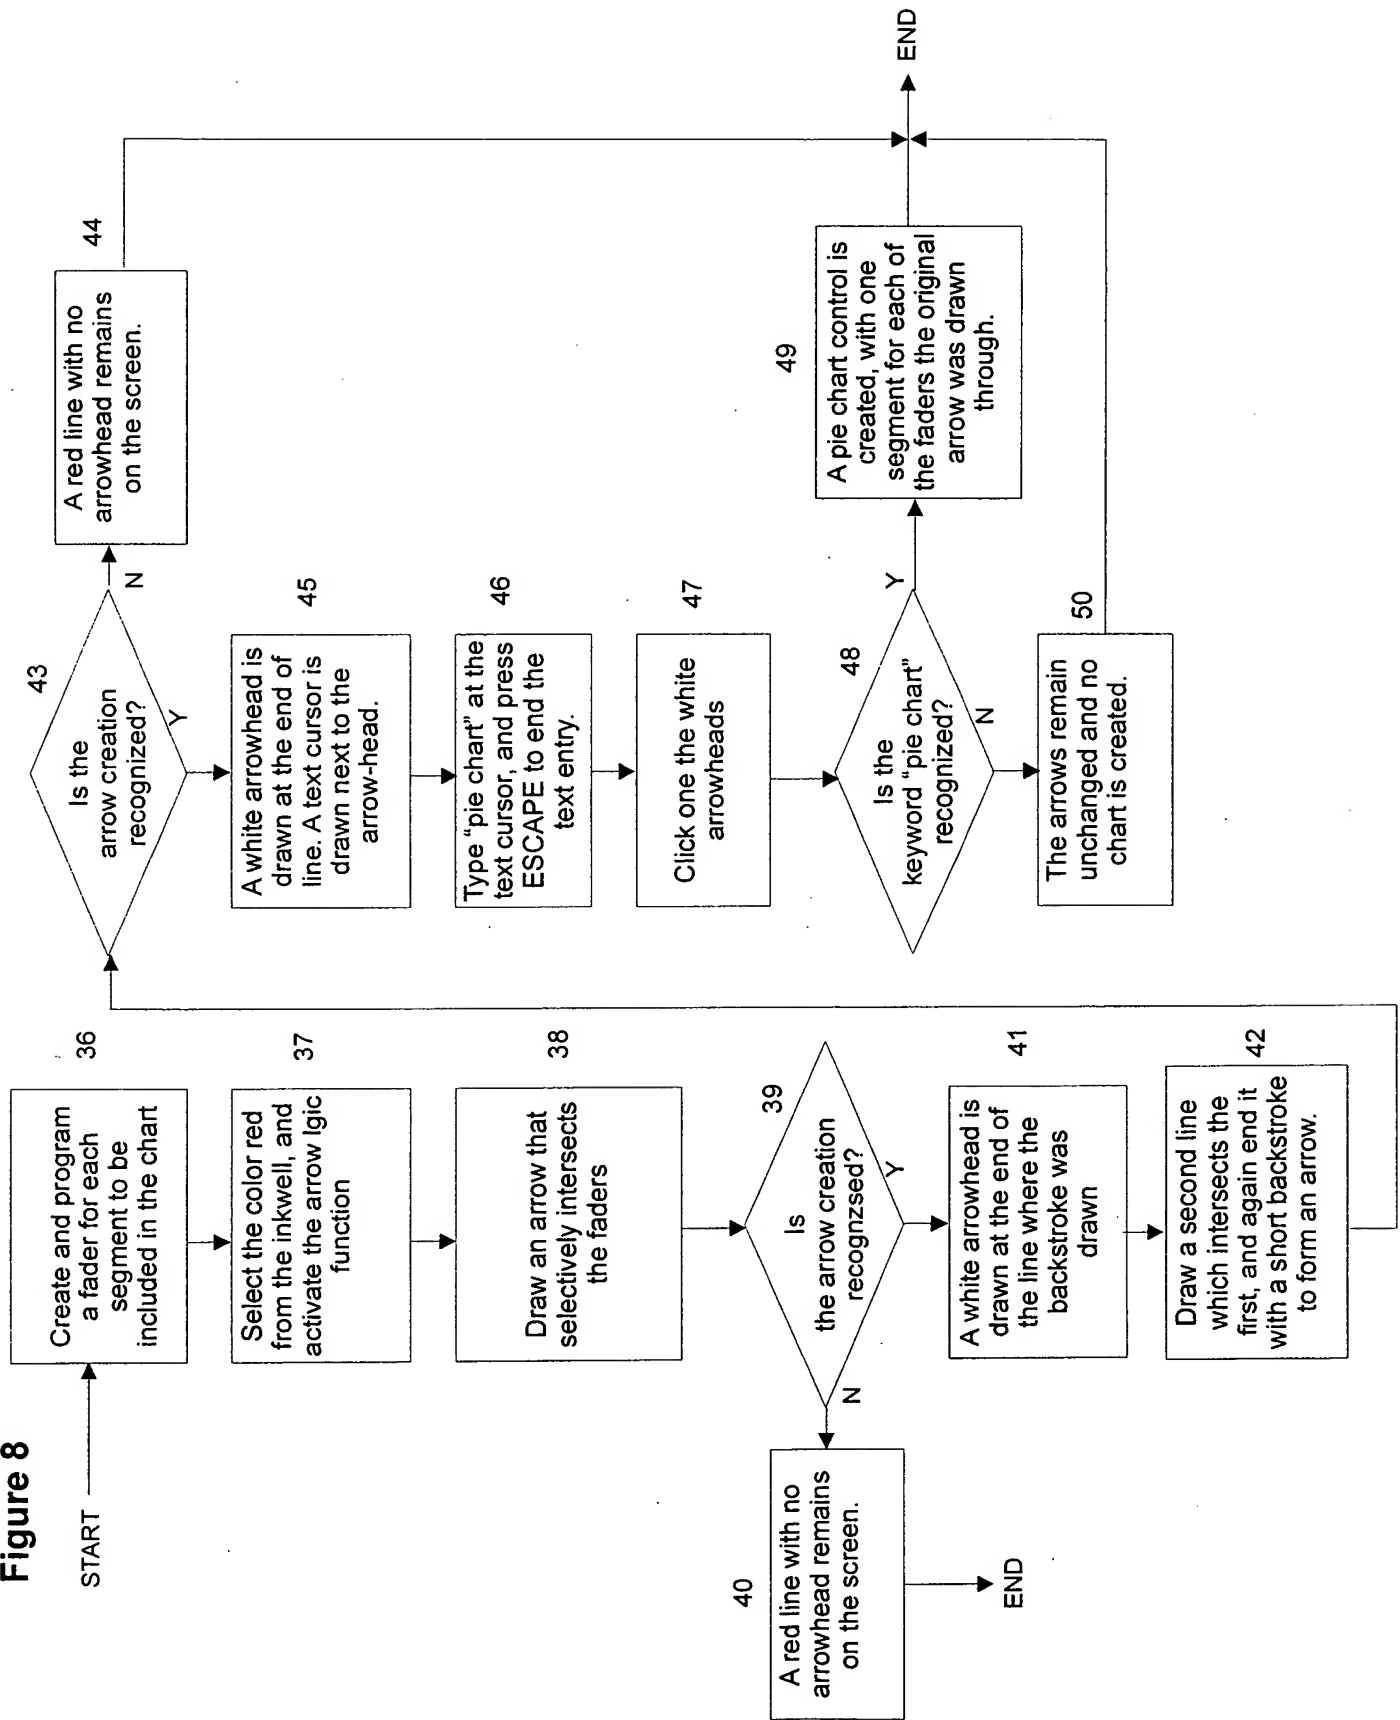 Figure 8
START
36
Create and program
a fader for each
segment to be
included in the chart
37
Select the color red
from the inkwell, and
activate the arrow lgic
function
38
Draw an arrow that
selectively intersects
the faders
39
Is
the arrow creation
recognzsed?
N
Y
40
A red line with no
arrowhead remains
on the screen.
END
41
A white arrowhead is
drawn at the end of
the line where the
backstroke was
drawn
42
Draw a second line
which intersects the
first, and again end it
with a short backstroke
to form an arrow.
43
Is the
arrow creation
recognized?
N
Y
44
A red line with no
arrowhead remains
on the screen.
45
A white arrowhead is
drawn at the end of
line. A text cursor is
drawn next to the
arrow-head.
46
Type “pie chart” at the
text cursor, and press
ESCAPE to end the
text entry.
47
Click one the white
arrowheads
48
Is the
keyword “pie chart”
recognized?
Y
N
49
A pie chart control is
created, with one
segment for each of
the faders the original
arrow was drawn
through.
50
The arrows remain
unchanged and no
chart is created.
END